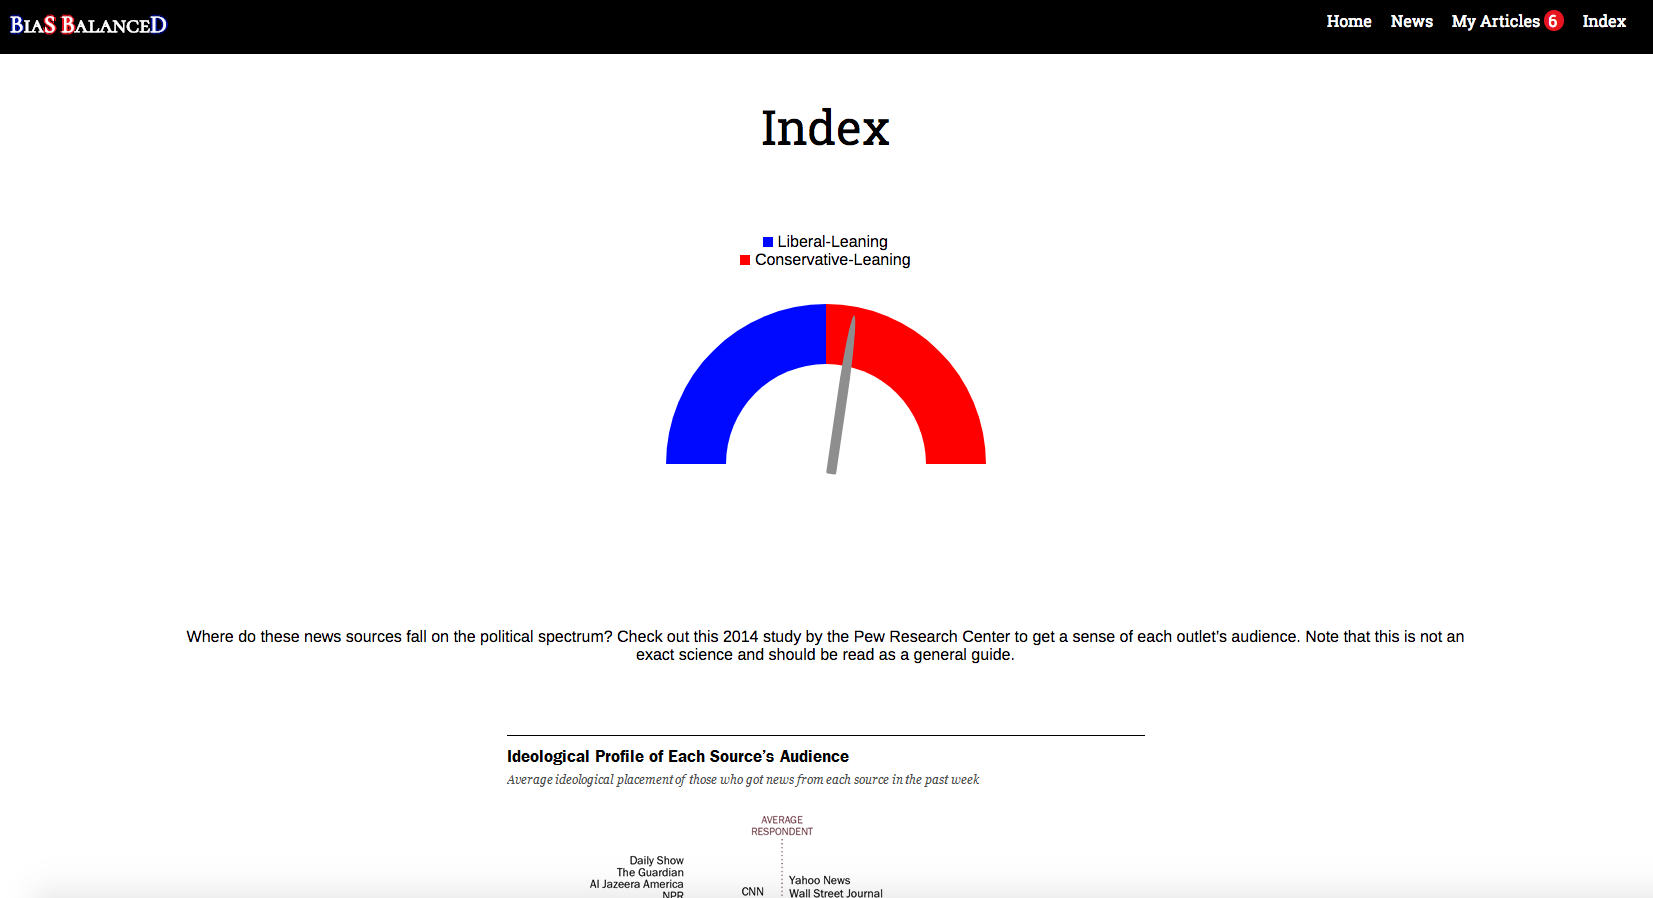 BIAS BALANCED
Home News My Articles 6 Index
Index
Liberal-Leaning
Conservative-Leaning
Where do these news sources fall on the political spectrum? Check out this 2014 study by the Pew Research Center to get a sense of each outlet's audience. Note that this is not an
exact science and should be read as a general guide.
Ideological Profile of Each Source's Audience
Average ideological placement of those who got news from each source in the past week
AVERAGE
RESPONDENT
Daily Show
The Guardian
Al Jazeera America
NPR
CNN
Yahoo News
Wall Street Journal